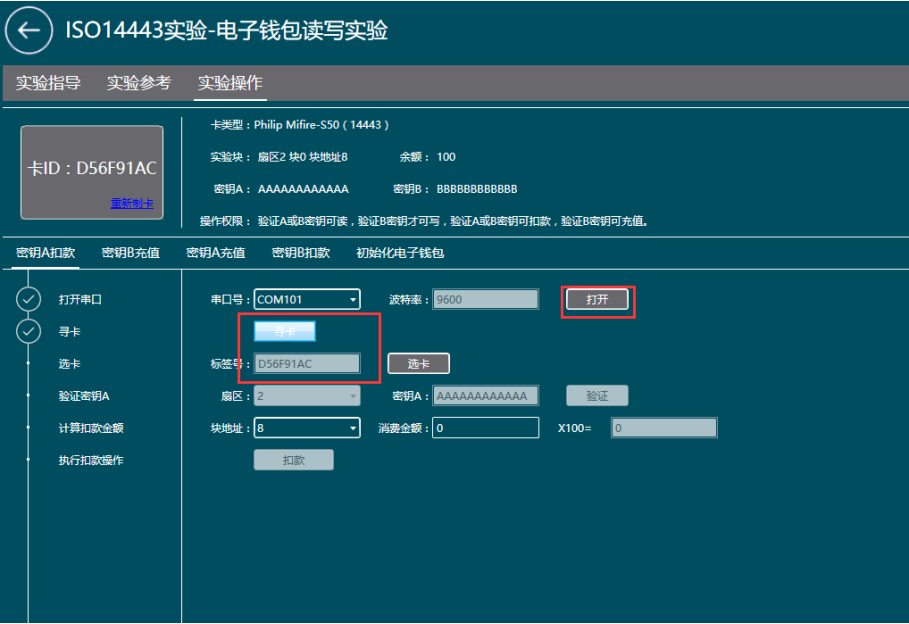 ISO14443实验-电子钱包读写实验
实验指导 实验参考 实验操作
卡类型：Philip Mifire-S50（14443）
实验块： 扇区2 块0 块地址8 余额： 100
卡ID：D56F91AC
密钥A： AAAAAAAAAAAA 密钥B： BBBBBBBBBBBB
重新制卡
操作权限： 验证A或B密钥可读，验证B密钥才可写，验证A或B密钥可扣款，验证B密钥可充值。
密钥A扣款 密钥B充值 密钥A充值 密钥B扣款 初始化电子钱包
打开串口 串口号：COM101 波特率：9600 打开
寻卡 寻卡
选卡 标签号：D56F91AC 选卡
验证密钥A 扇区：2 密钥A：AAAAAAAAAAAA 验证
计算扣款金额 块地址：8 消费金额：0 X100= 0
执行扣款操作 扣款